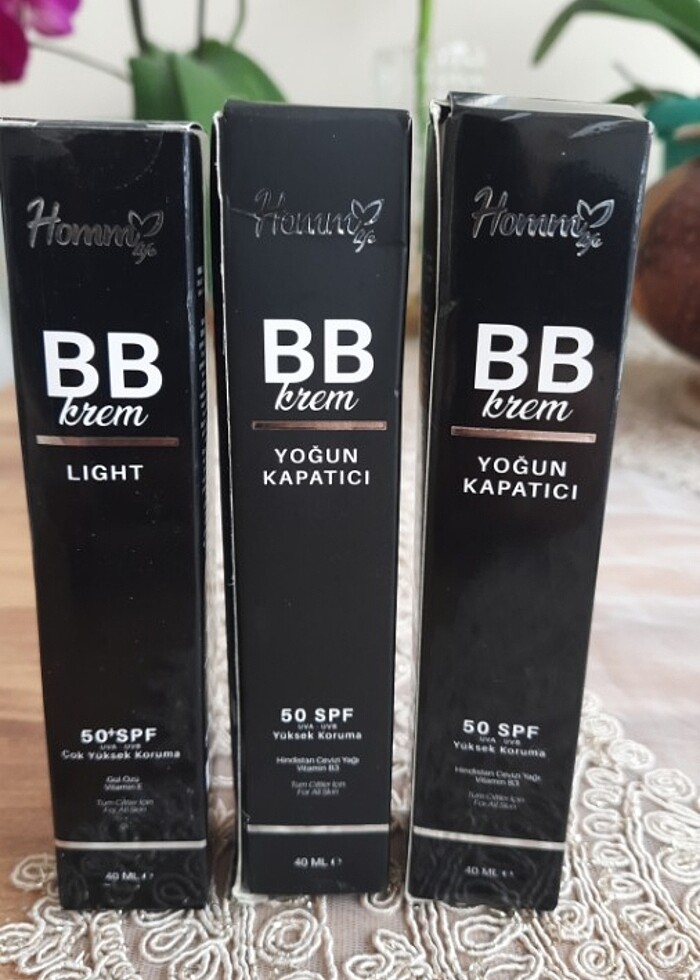 Homm
life
BB
krem
LIGHT
50+SPF
UVA - UVB
Çok Yüksek Koruma
Gül Özü
Vitamin E
Tüm Ciltler İçin
For All Skin
40 ML e
Homm
life
BB
krem
YOĞUN
KAPATICI
50 SPF
UVA - UVB
Yüksek Koruma
Hindistan Cevizi Yağı
Vitamin B3
Tüm Ciltler İçin
For All Skin
40 ML e
Homm
life
BB
krem
YOĞUN
KAPATICI
50 SPF
UVA - UVB
Yüksek Koruma
Hindistan Cevizi Yağı
Vitamin B3
Tüm Ciltler İçin
For All Skin
40 ML e